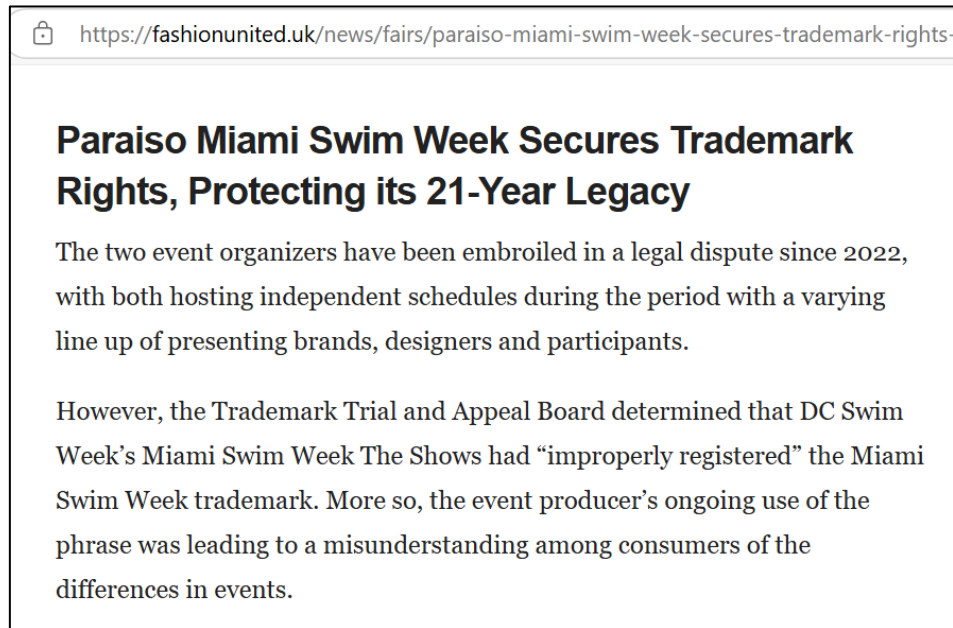 https://fashionunited.uk/news/fairs/paraiso-miami-swim-week-secures-trademark-rights-
Paraiso Miami Swim Week Secures Trademark
Rights, Protecting its 21-Year Legacy
The two event organizers have been embroiled in a legal dispute since 2022,
with both hosting independent schedules during the period with a varying
line up of presenting brands, designers and participants.
However, the Trademark Trial and Appeal Board determined that DC Swim
Week’s Miami Swim Week The Shows had “improperly registered” the Miami
Swim Week trademark. More so, the event producer’s ongoing use of the
phrase was leading to a misunderstanding among consumers of the
differences in events.